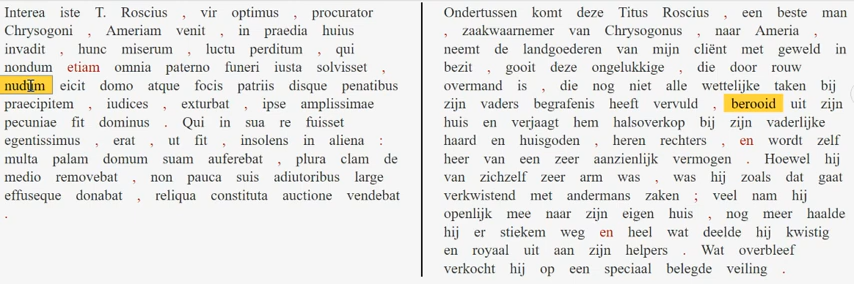 Interea iste T. Roscius , vir optimus , procurator
Chrysogoni , Ameriam venit , in praedia huius
invadit , hunc miserum , luctu perditum , qui
nondum etiam omnia paterno funeri iusta solvisset ,
nudum eicit domo atque focis patriis disque penatibus
praecipitem , iudices , exturbat , ipse amplissimae
pecuniae fit dominus . Qui in sua re fuisset
egentissimus , erat , ut fit , insolens in aliena :
multa palam domum suam auferebat , plura clam de
medio removebat , non pauca suis adiutoribus large
effuseque donabat , reliqua constituta auctione vendebat
.
Ondertussen komt deze Titus Roscius , een beste man
, zaakwaarnemer van Chrysogonus , naar Ameria ,
neemt de landgoederen van mijn cliënt met geweld in
bezit , gooit deze ongelukkige , die door rouw
overmand is , die nog niet alle wettelijke taken bij
zijn vaders begrafenis heeft vervuld , berooid uit zijn
huis en verjaagt hem halsoverkop bij zijn vaderlijke
haard en huisgoden , heren rechters , en wordt zelf
heer van een zeer aanzienlijk vermogen . Hoewel hij
van zichzelf zeer arm was , was hij zoals dat gaat
verkwistend met andermans zaken ; veel nam hij
openlijk mee naar zijn eigen huis , nog meer haalde
hij er stiekem weg en heel wat deelde hij kwistig
en royaal uit aan zijn helpers . Wat overbleef
verkocht hij op een speciaal belegde veiling .